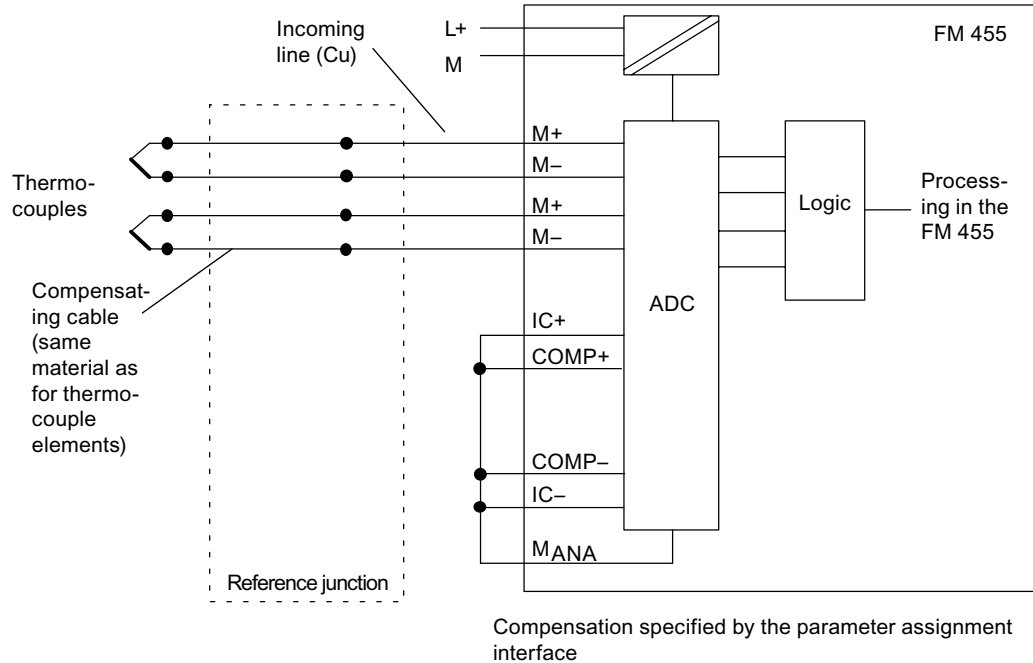 Incoming
line (Cu)
L+
M
FM 455
M+
M–
M+
M–
Thermo-
couples
Logic
Process-
ing in the
FM 455
Compensat-
ing cable
(same
material as
for thermo-
couple
elements)
ADC
IC+
COMP+
COMP–
IC–
MANA
Reference junction
Compensation specified by the parameter assignment
interface